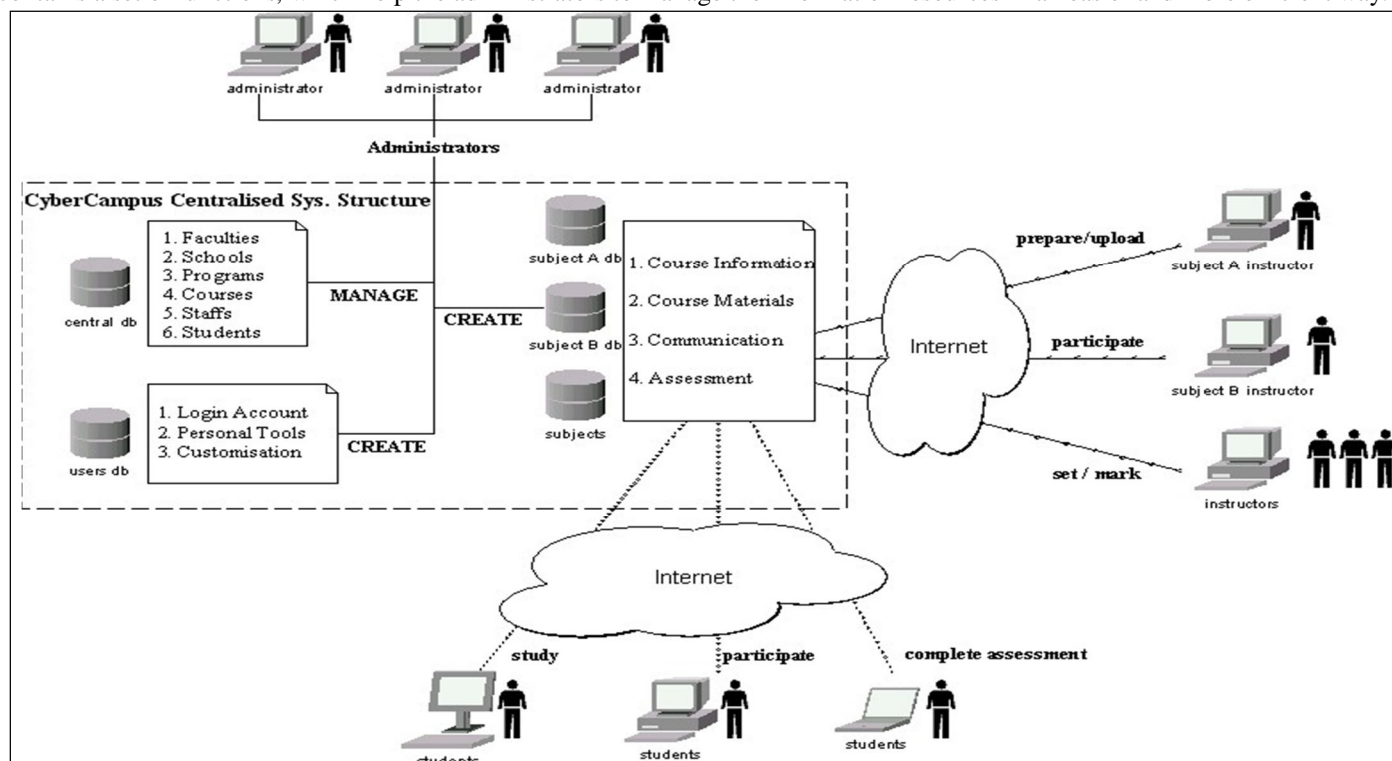 administrator
administrator
administrator
Administrators
CyberCampus Centralised Sys. Structure
1. Faculties
2. Schools
3. Programs
4. Courses
5. Staffs
6. Students
central db
MANAGE
CREATE
subject A db
subject B db
subjects
1. Course Information
2. Course Materials
3. Communication
4. Assessment
1. Login Account
2. Personal Tools
3. Customisation
users db
CREATE
Internet
prepare/upload
subject A instructor
participate
subject B instructor
set / mark
instructors
Internet
study
participate
complete assessment
students
students
students